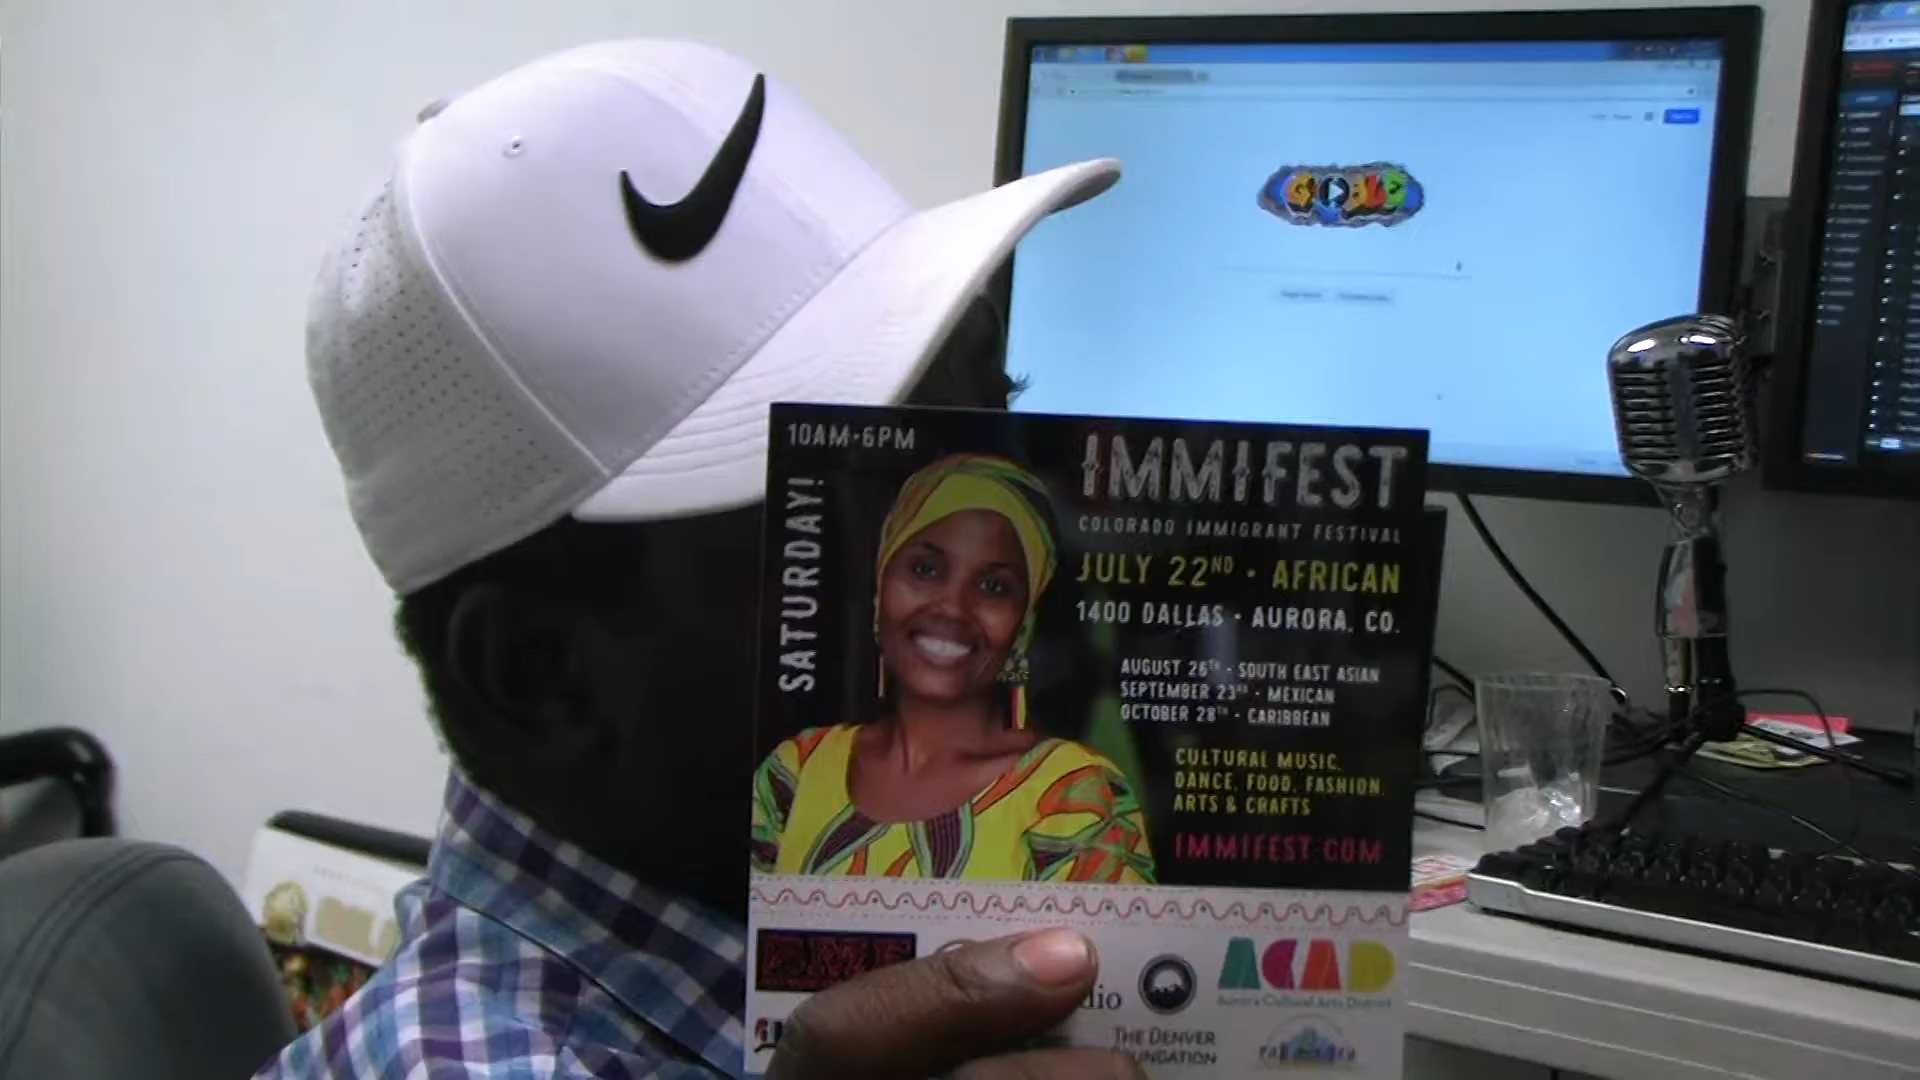 10AM-6PM
SATURDAY!
IMMIFEST
COLORADO IMMIGRANT FESTIVAL
JULY 22ND • AFRICAN
1400 DALLAS • AURORA, CO.
AUGUST 26TH • SOUTH EAST ASIAN
SEPTEMBER 23RD • MEXICAN
OCTOBER 28TH • CARIBBEAN
CULTURAL MUSIC,
DANCE, FOOD, FASHION,
ARTS & CRAFTS
IMMIFEST.COM
ACAD
Aurora Cultural Arts District
dio
THE DENVER
FOUNDATION